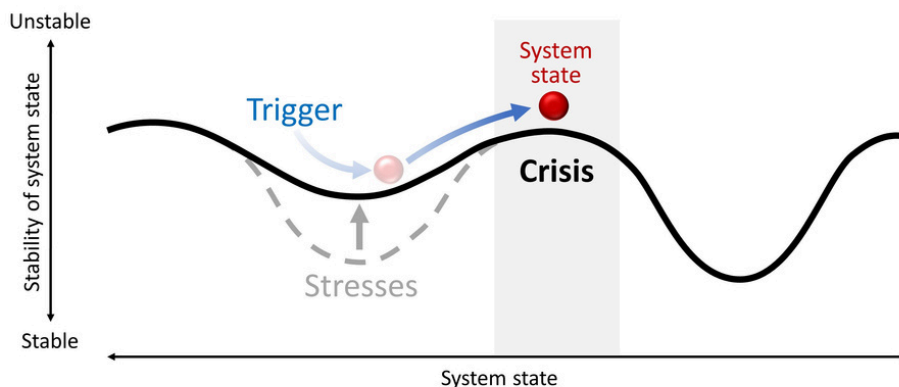 Unstable
Stability of system state
Stable
Trigger
Stresses
System
state
Crisis
System state